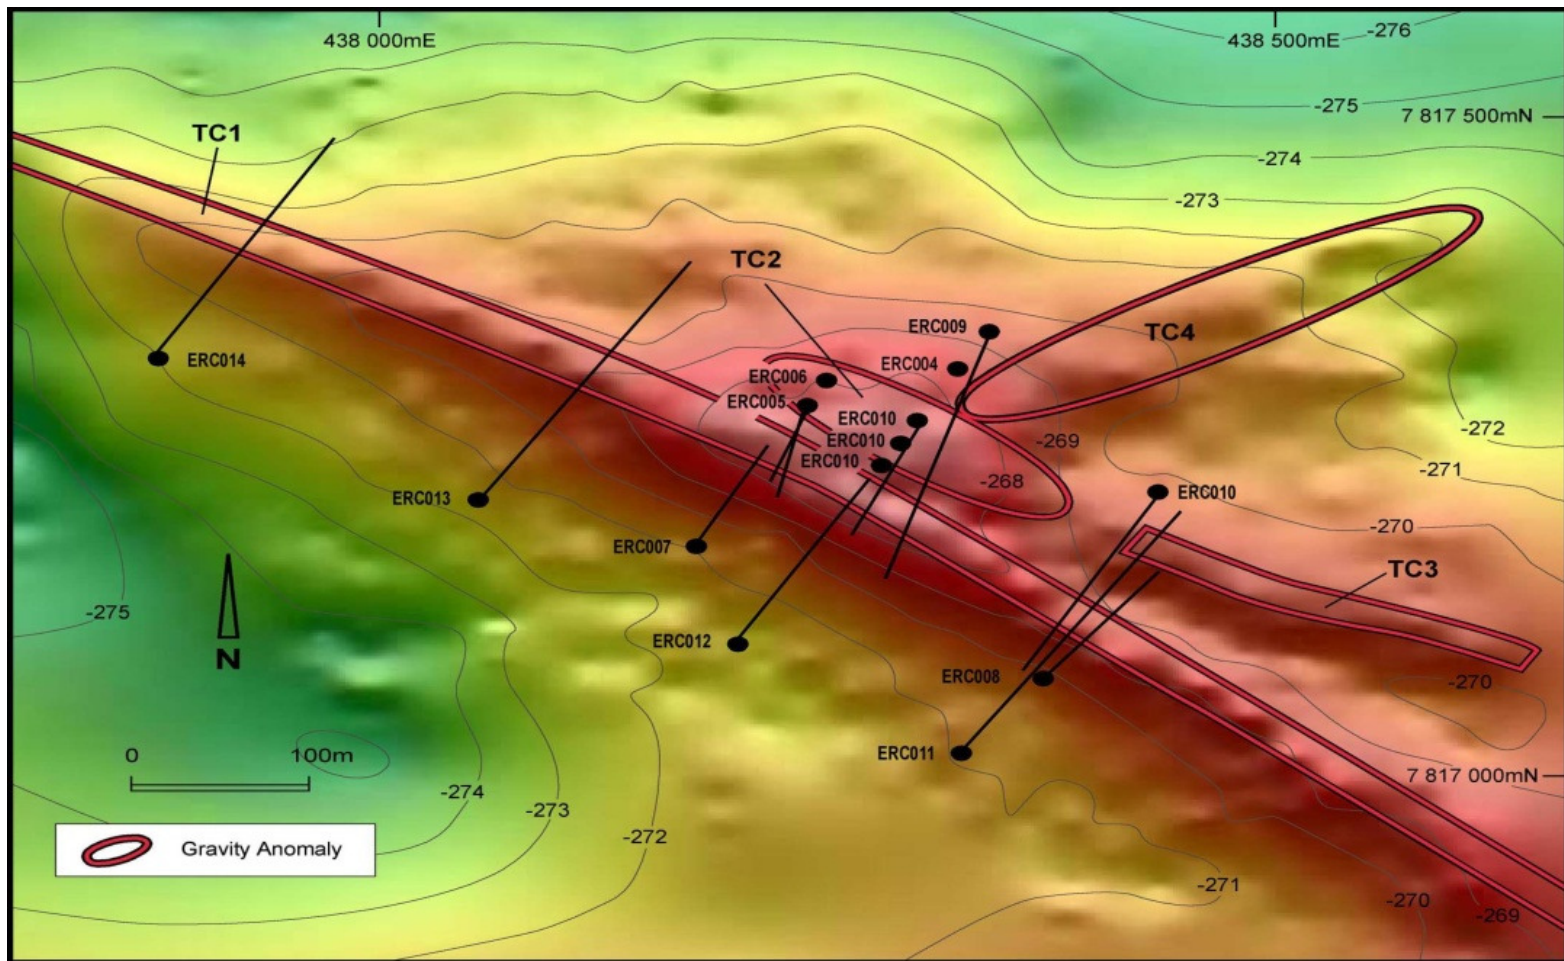 438 000mE
438 500mE
-276
-275
7 817 500mN
TC1
-274
-273
TC2
ERC009
TC4
ERC014
ERC004
ERC006
ERC005
ERC010
-272
ERC010
-269
ERC010
-271
-268
ERC013
ERC010
-270
ERC007
TC3
-275
ERC012
N
ERC008
-270
0
100m
ERC011
7 817 000mN
-274
-273
-272
Gravity Anomaly
-271
-270
-269